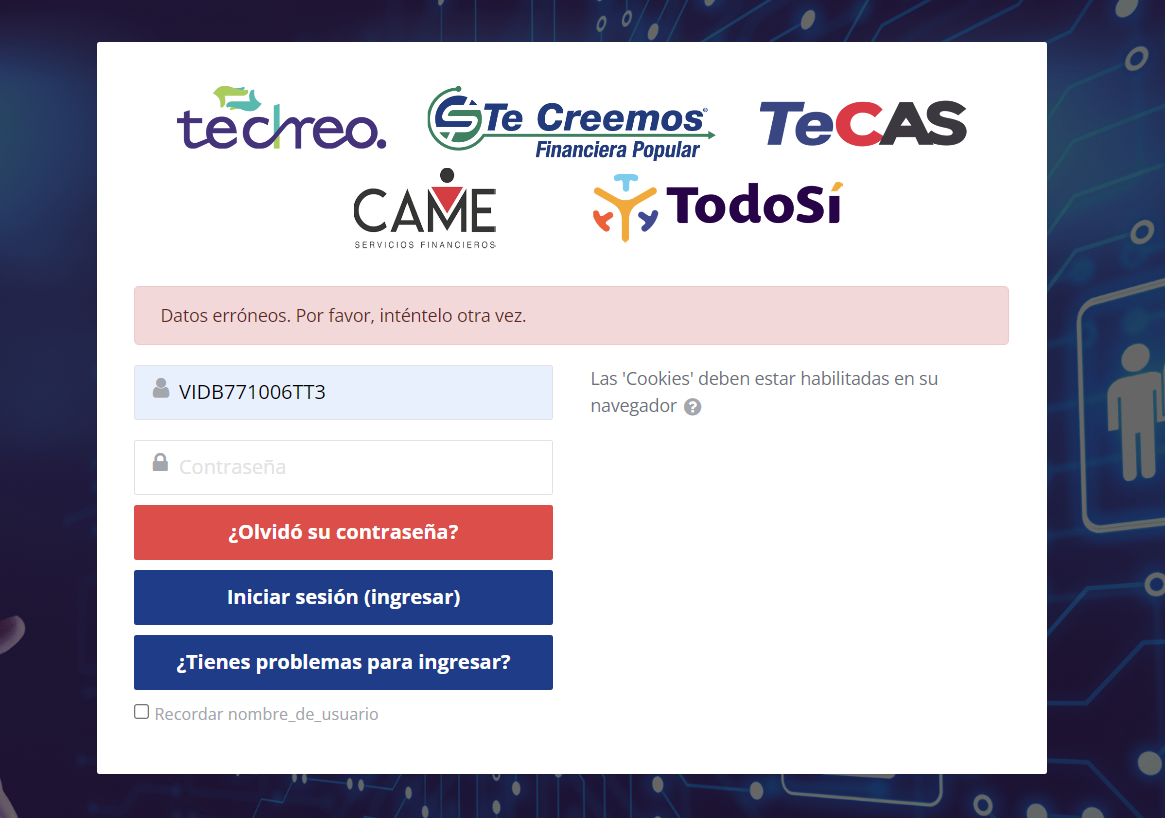 techreo.
Te Creemos®
Financiera Popular
TeCAS
CAME
SERVICIOS FINANCIEROS
TodoSí
Datos erróneos. Por favor, inténtelo otra vez.
VIDB771006TT3
Contraseña
¿Olvidó su contraseña?
Iniciar sesión (ingresar)
¿Tienes problemas para ingresar?
Recordar nombre_de_usuario
Las 'Cookies' deben estar habilitadas en su
navegador ?